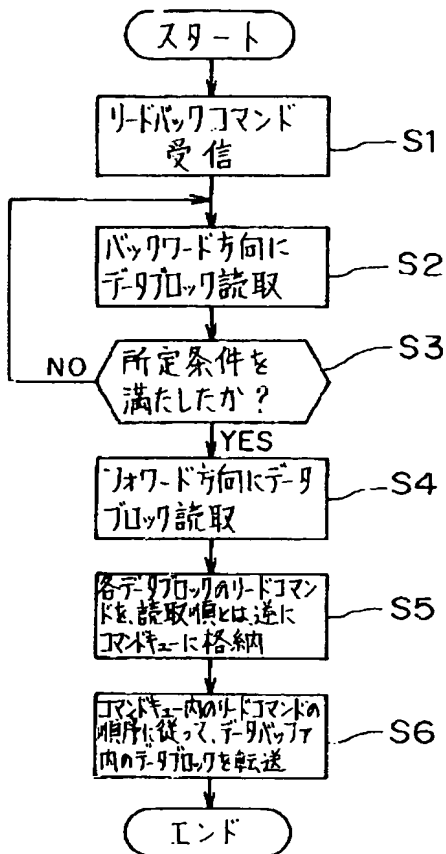 スタート
リードバックコマンド
受信
S1
バックワード方向に
データブロック読取
S2
所定条件を
満たしたか?
S3
NO
YES
フォワード方向にデータ
ブロック読取
S4
各データブロックのリードコマン
ドを、読取順とは逆に
コマンドキューに格納
S5
コマンドキュー内のリードコマンドの
順序に従って、データバッファ
内のデータブロックを転送
S6
エンド